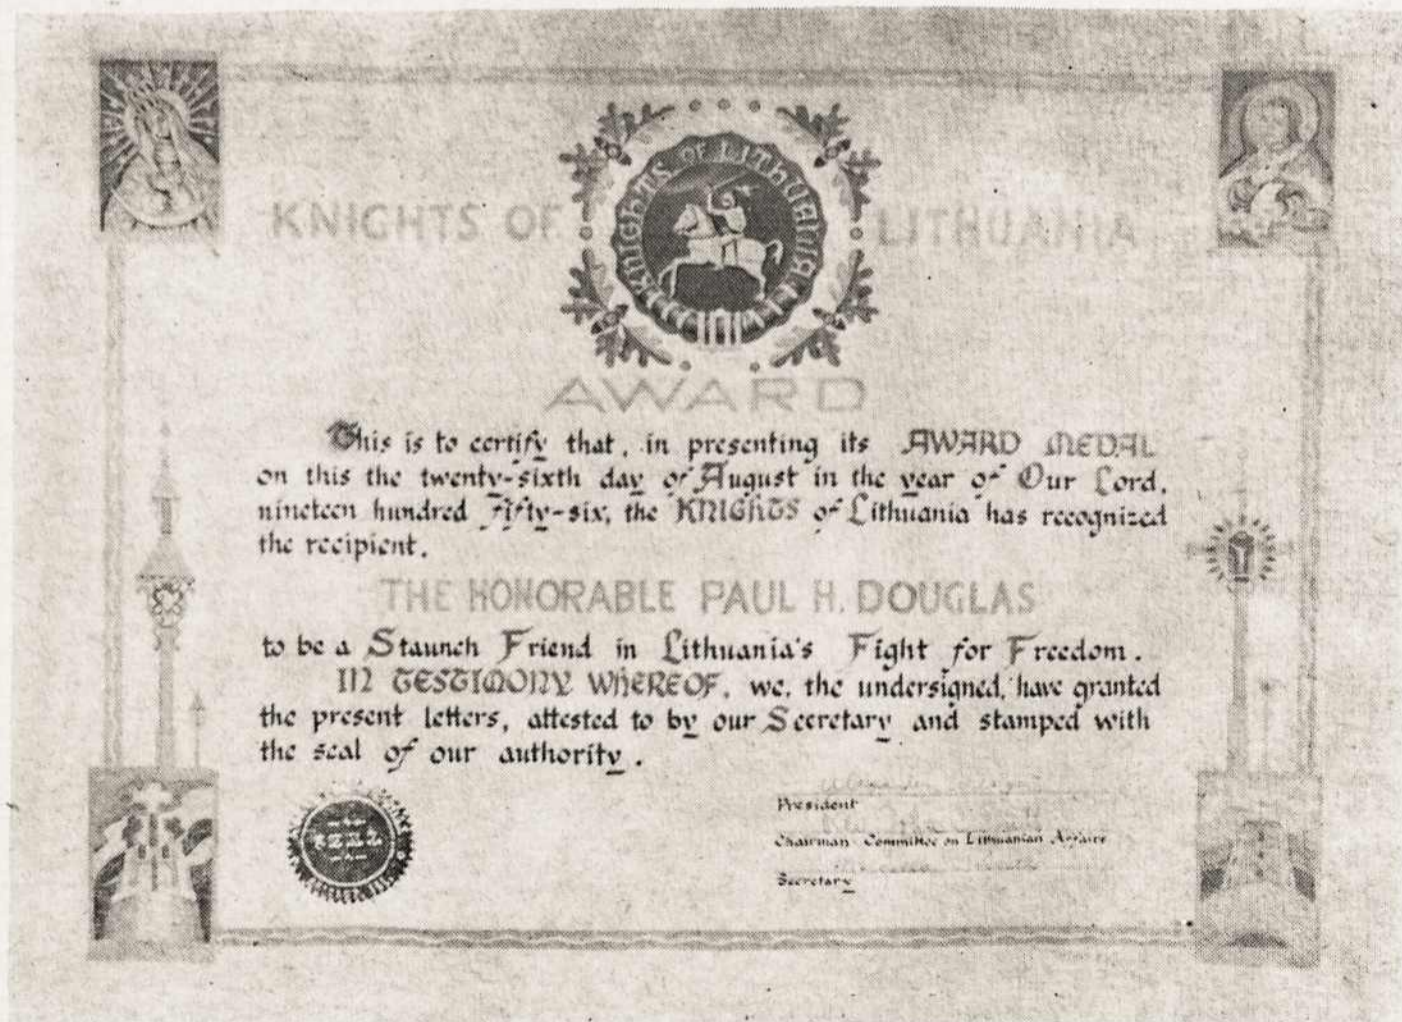 KNIGHTS OF LITHUANIA
KNIGHTS OF LITHUANIA
AWARD
This is to certify that, in presenting its AWARD MEDAL
on this the twenty-sixth day of August in the year of Our Lord,
nineteen hundred Fifty-six, the KNIGHTS of Lithuania has recognized
the recipient,
THE HONORABLE PAUL H. DOUGLAS
to be a Staunch Friend in Lithuania's Fight for Freedom.
IN TESTIMONY WHEREOF, we, the undersigned, have granted
the present letters, attested to by our Secretary and stamped with
the seal of our authority.
President
Chairman Committee on Lithuanian Affairs
Secretary